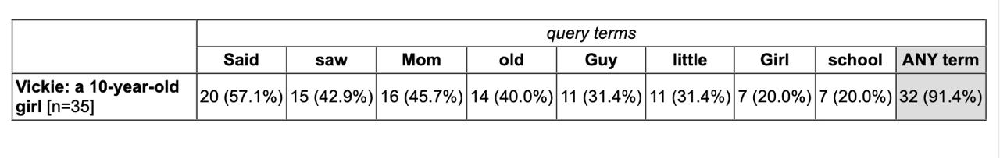 query terms
Said saw Mom old Guy little Girl school ANY term
Vickie: a 10-year-old
girl [n=35]
20 (57.1%) 15 (42.9%) 16 (45.7%) 14 (40.0%) 11 (31.4%) 11 (31.4%) 7 (20.0%) 7 (20.0%) 32 (91.4%)